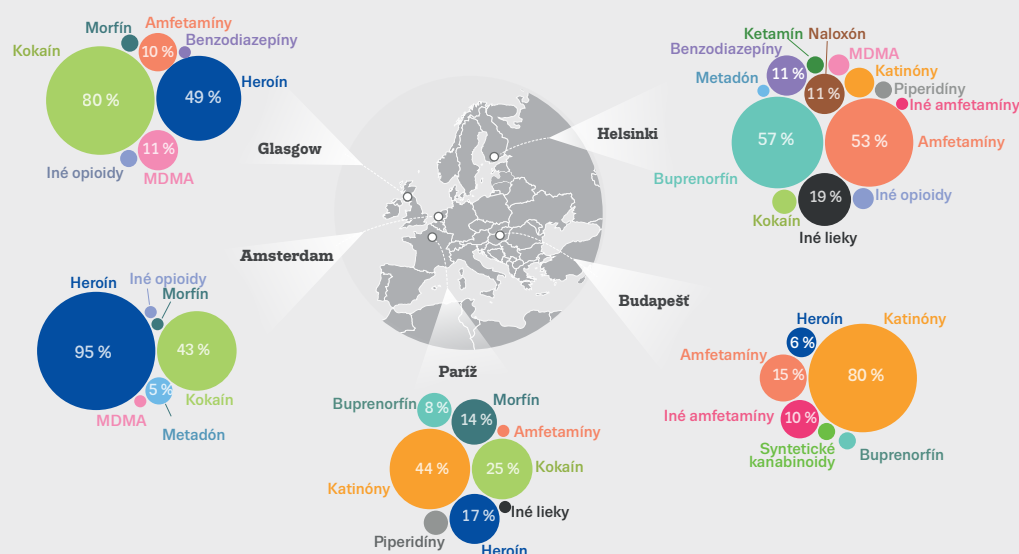 Morfín
Amfetamíny
Kokaín
10 %
Benzodiazepíny
Heroín
80 %
49 %
11 %
Iné opioidy
MDMA
Glasgow
Ketamín
Naloxón
Benzodiazepíny
MDMA
Metadón
11 %
Katinóny
Piperidíny
11 %
Iné amfetamíny
57 %
53 %
Amfetamíny
Buprenorfín
19 %
Iné opioidy
Kokaín
Iné lieky
Helsinki
Amsterdam
Heroín
Iné opioidy
Morfín
95 %
43 %
5 %
Kokaín
MDMA
Metadón
Budapešť
Heroín
Katinóny
6 %
Amfetamíny
15 %
80 %
Iné amfetamíny
10 %
Syntetické
kanabinoidy
Buprenorfín
Paríž
Buprenorfín
8 %
Morfín
14 %
Amfetamíny
44 %
25 %
Kokaín
Katinóny
Iné lieky
17 %
Piperidíny
Heroín